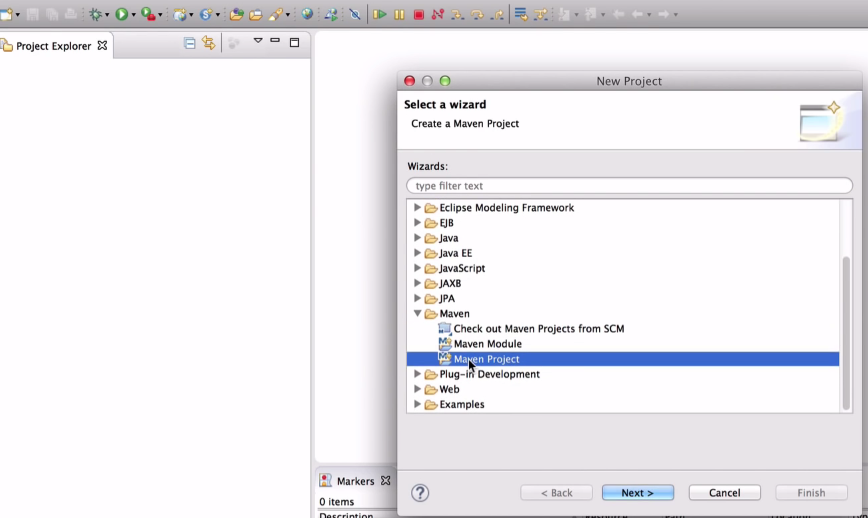 Project Explorer
New Project
Select a wizard
Create a Maven Project
Wizards:
type filter text
Eclipse Modeling Framework
EJB
Java
Java EE
JavaScript
JAXB
JPA
Maven
Check out Maven Projects from SCM
Maven Module
Maven Project
Plug-in Development
Web
Examples
Markers
0 items
Description
< Back
Next >
Cancel
Finish